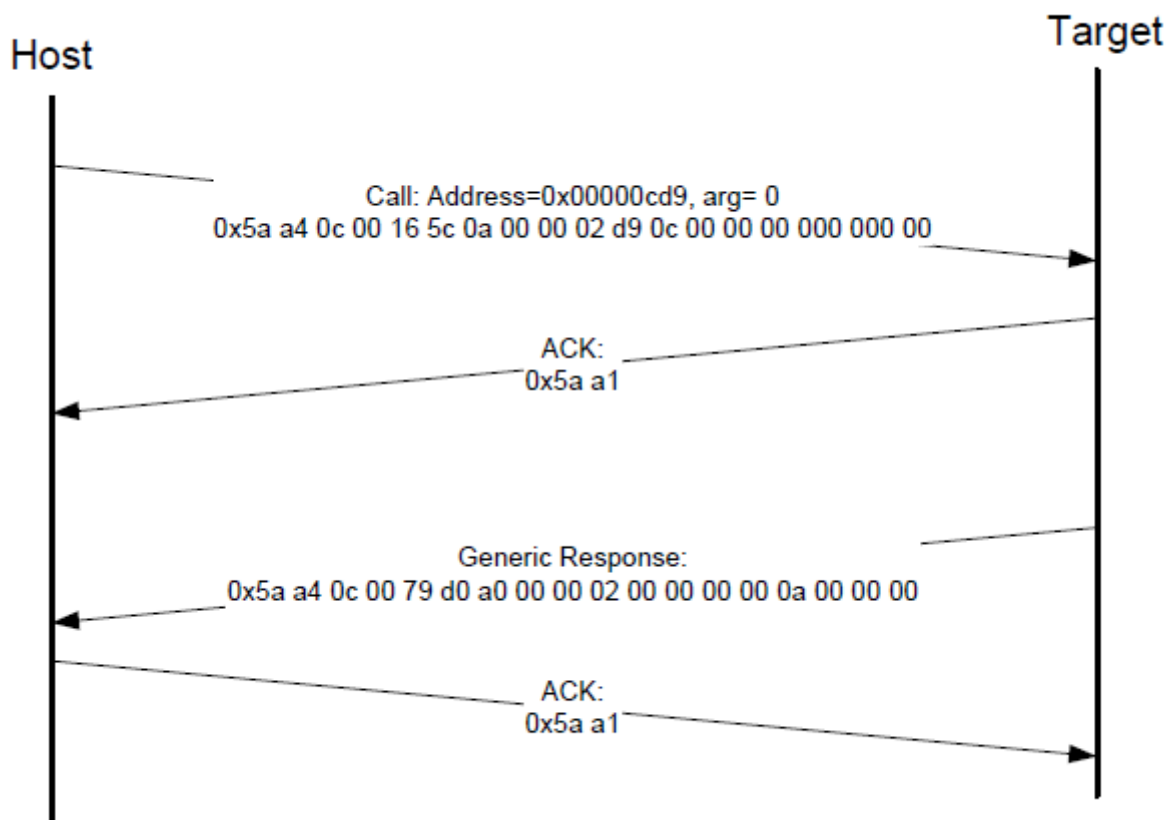 Host
Target
Call: Address=0x00000cd9, arg= 0
0x5a a4 0c 00 16 5c 0a 00 00 02 d9 0c 00 00 00 000 000 00
ACK:
0x5a a1
Generic Response:
0x5a a4 0c 00 79 d0 a0 00 00 02 00 00 00 00 0a 00 00 00
ACK:
0x5a a1